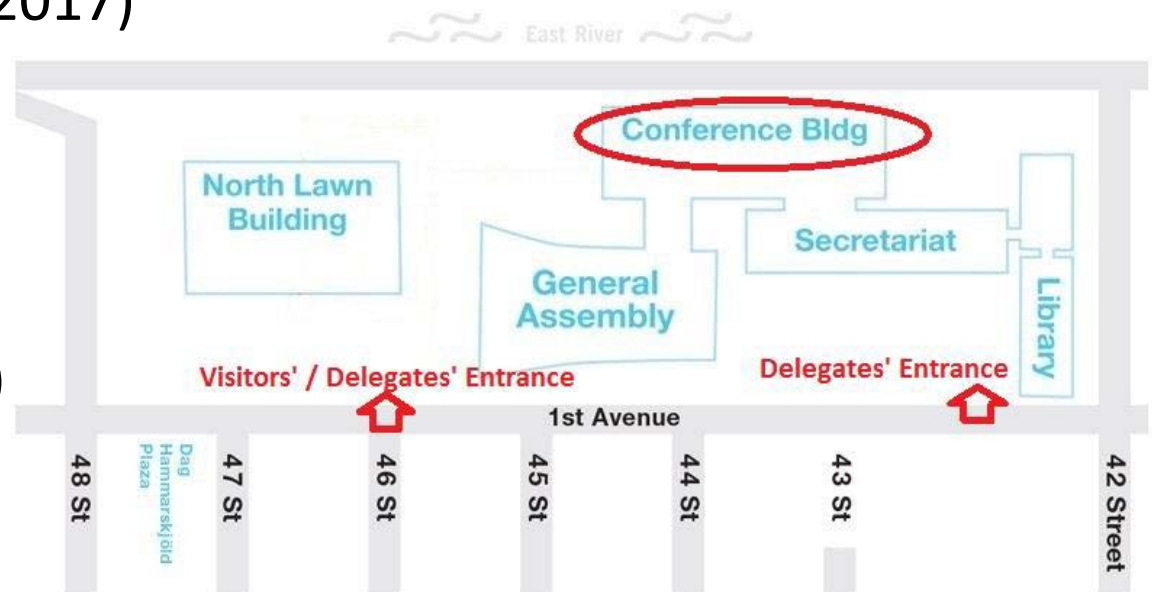 2017)
East River
Conference Bldg
North Lawn
Building
Secretariat
General
Assembly
Library
)
Visitors' / Delegates' Entrance
Delegates' Entrance
1st Avenue
48 St
Dag
Hammarskjöld
Plaza
47 St
46 St
45 St
44 St
43 St
42 Street